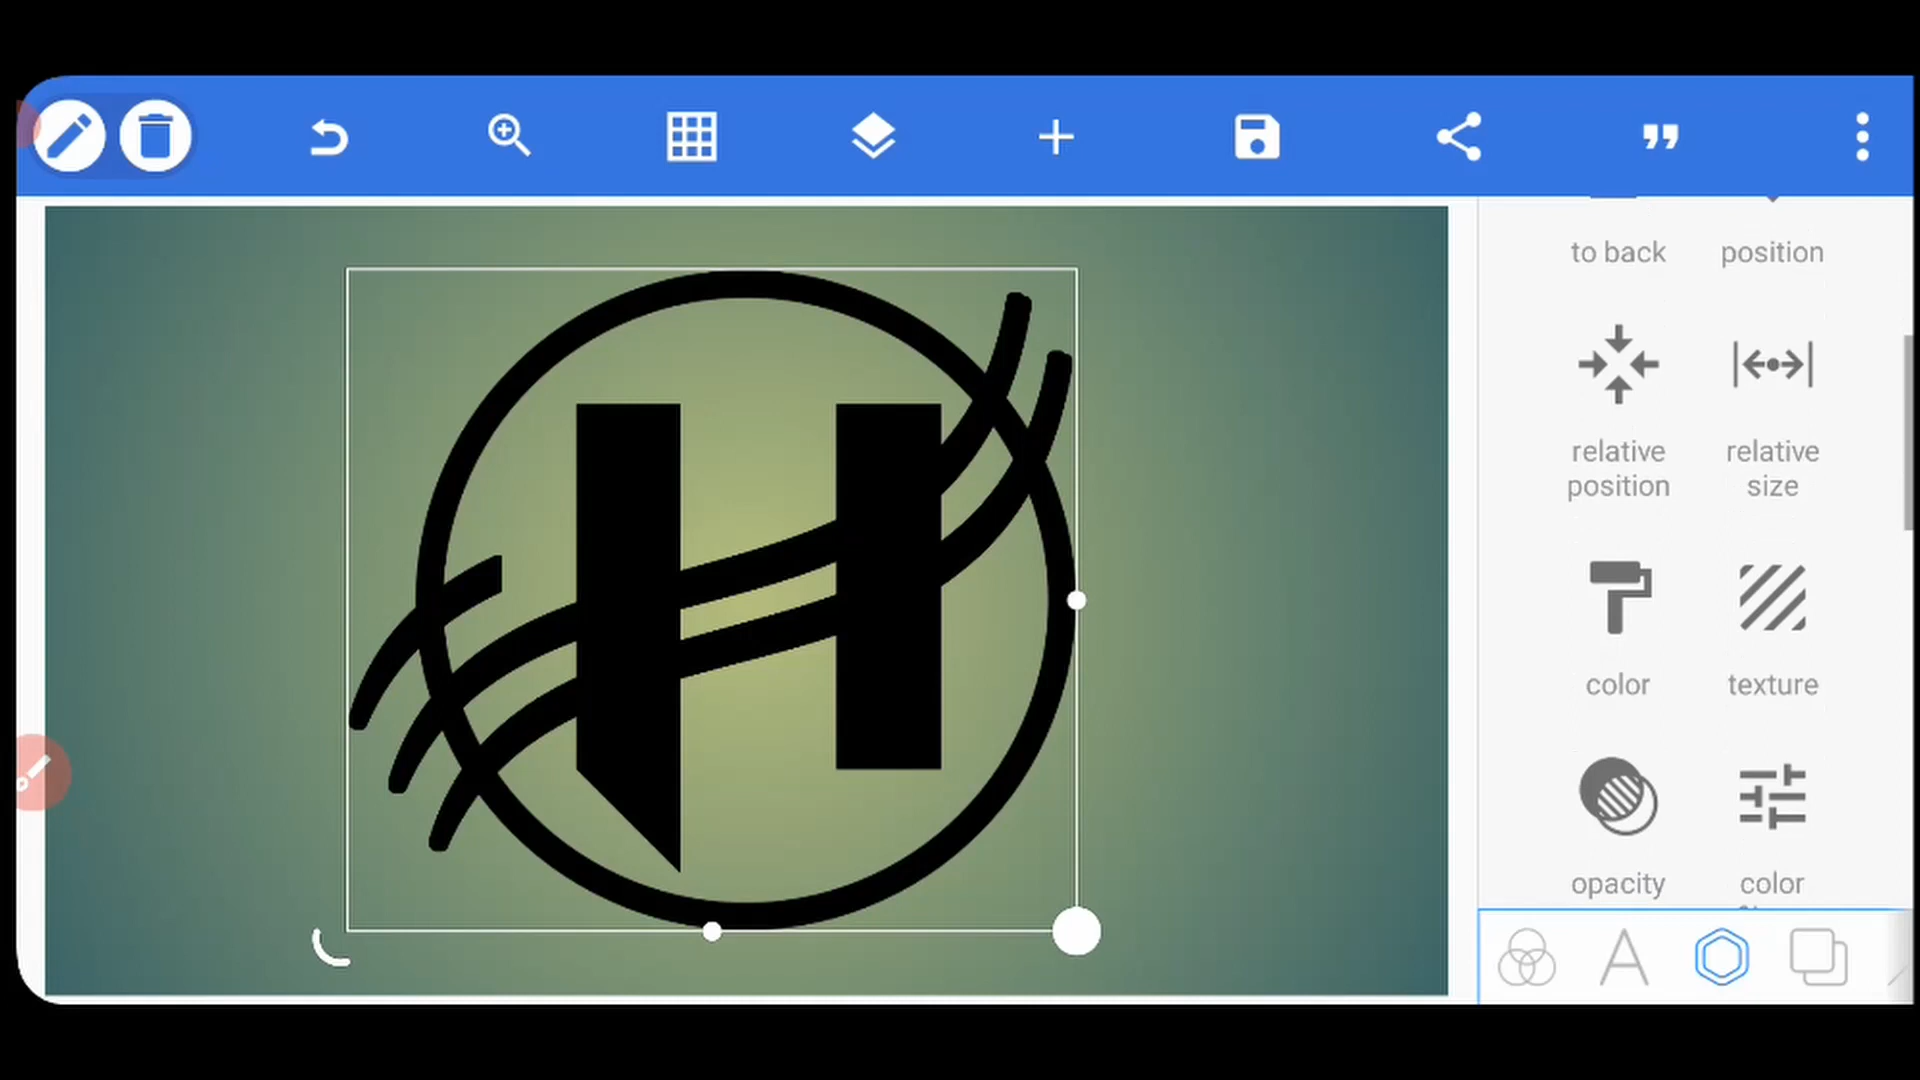 to back position
relative position
relative size
color texture
opacity color
H